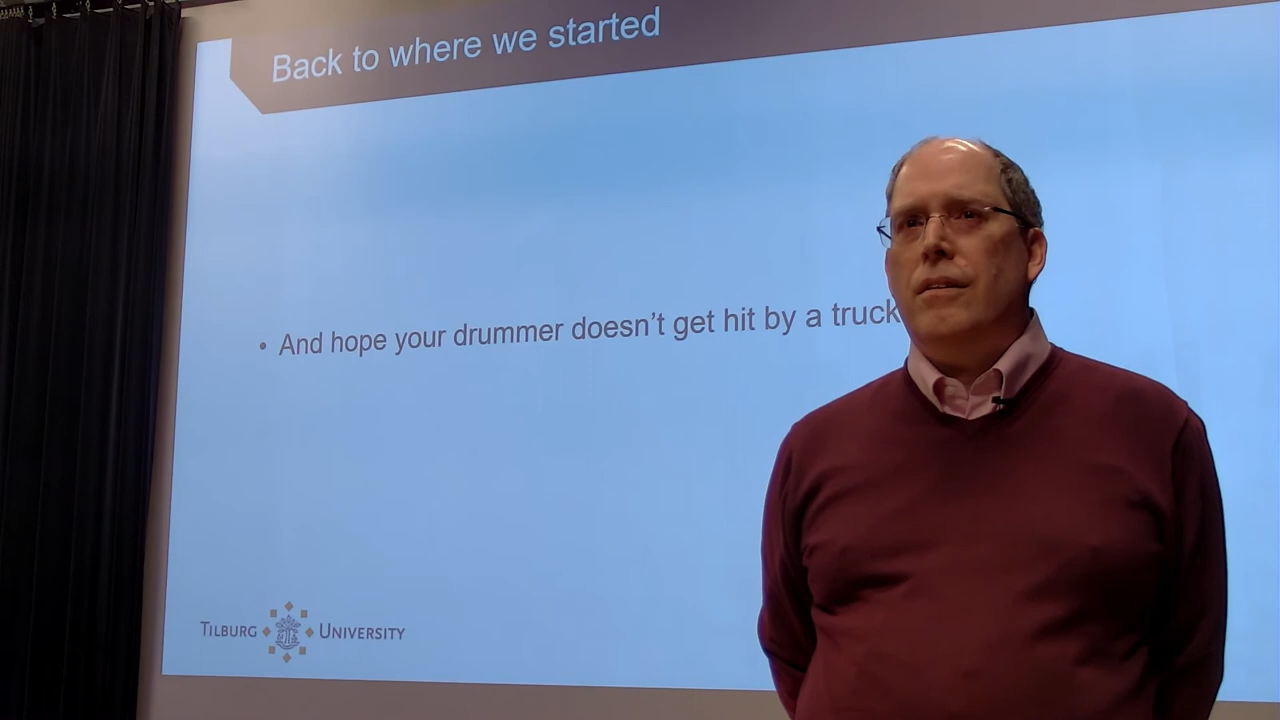 Back to where we started
• And hope your drummer doesn't get hit by a truck
TILBURG UNIVERSITY